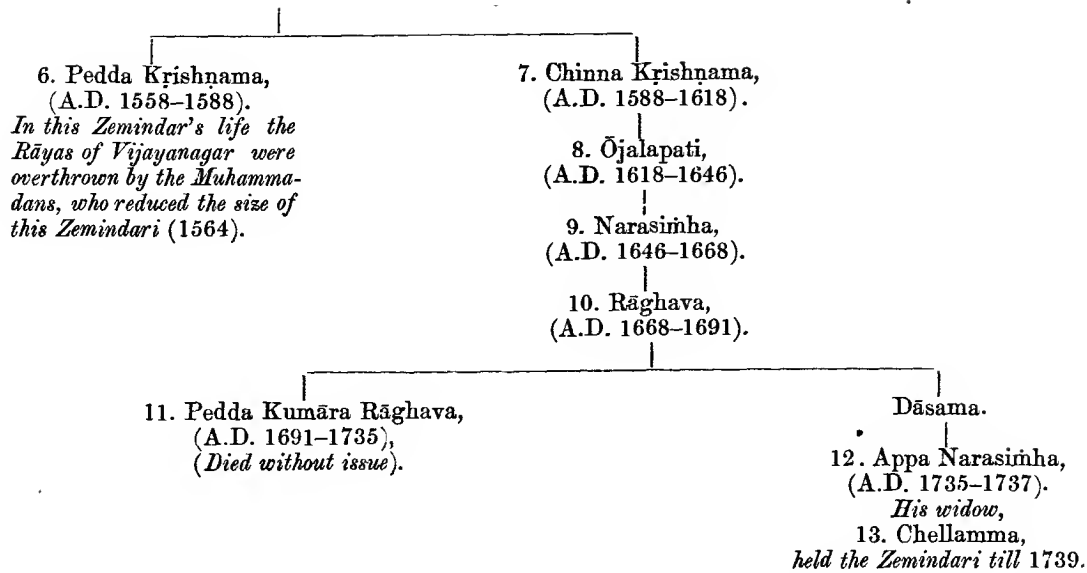 6. Pedda Kṛishṇama,
(A.D. 1558–1588).
In this Zemindar's life the
Rāyas of Vijayanagar were
overthrown by the Muhamma-
dans, who reduced the size of
this Zemindari (1564).
7. Chinna Kṛishṇama,
(A.D. 1588–1618).
8. Ōjalapati,
(A.D. 1618–1646).
9. Narasiṁha,
(A.D. 1646–1668).
10. Rāghava,
(A.D. 1668–1691).
11. Pedda Kumāra Rāghava,
(A.D. 1691–1735),
(Died without issue).
Dāsama.
12. Appa Narasiṁha,
(A.D. 1735–1737).
His widow,
13. Chellamma,
held the Zemindari till 1739.